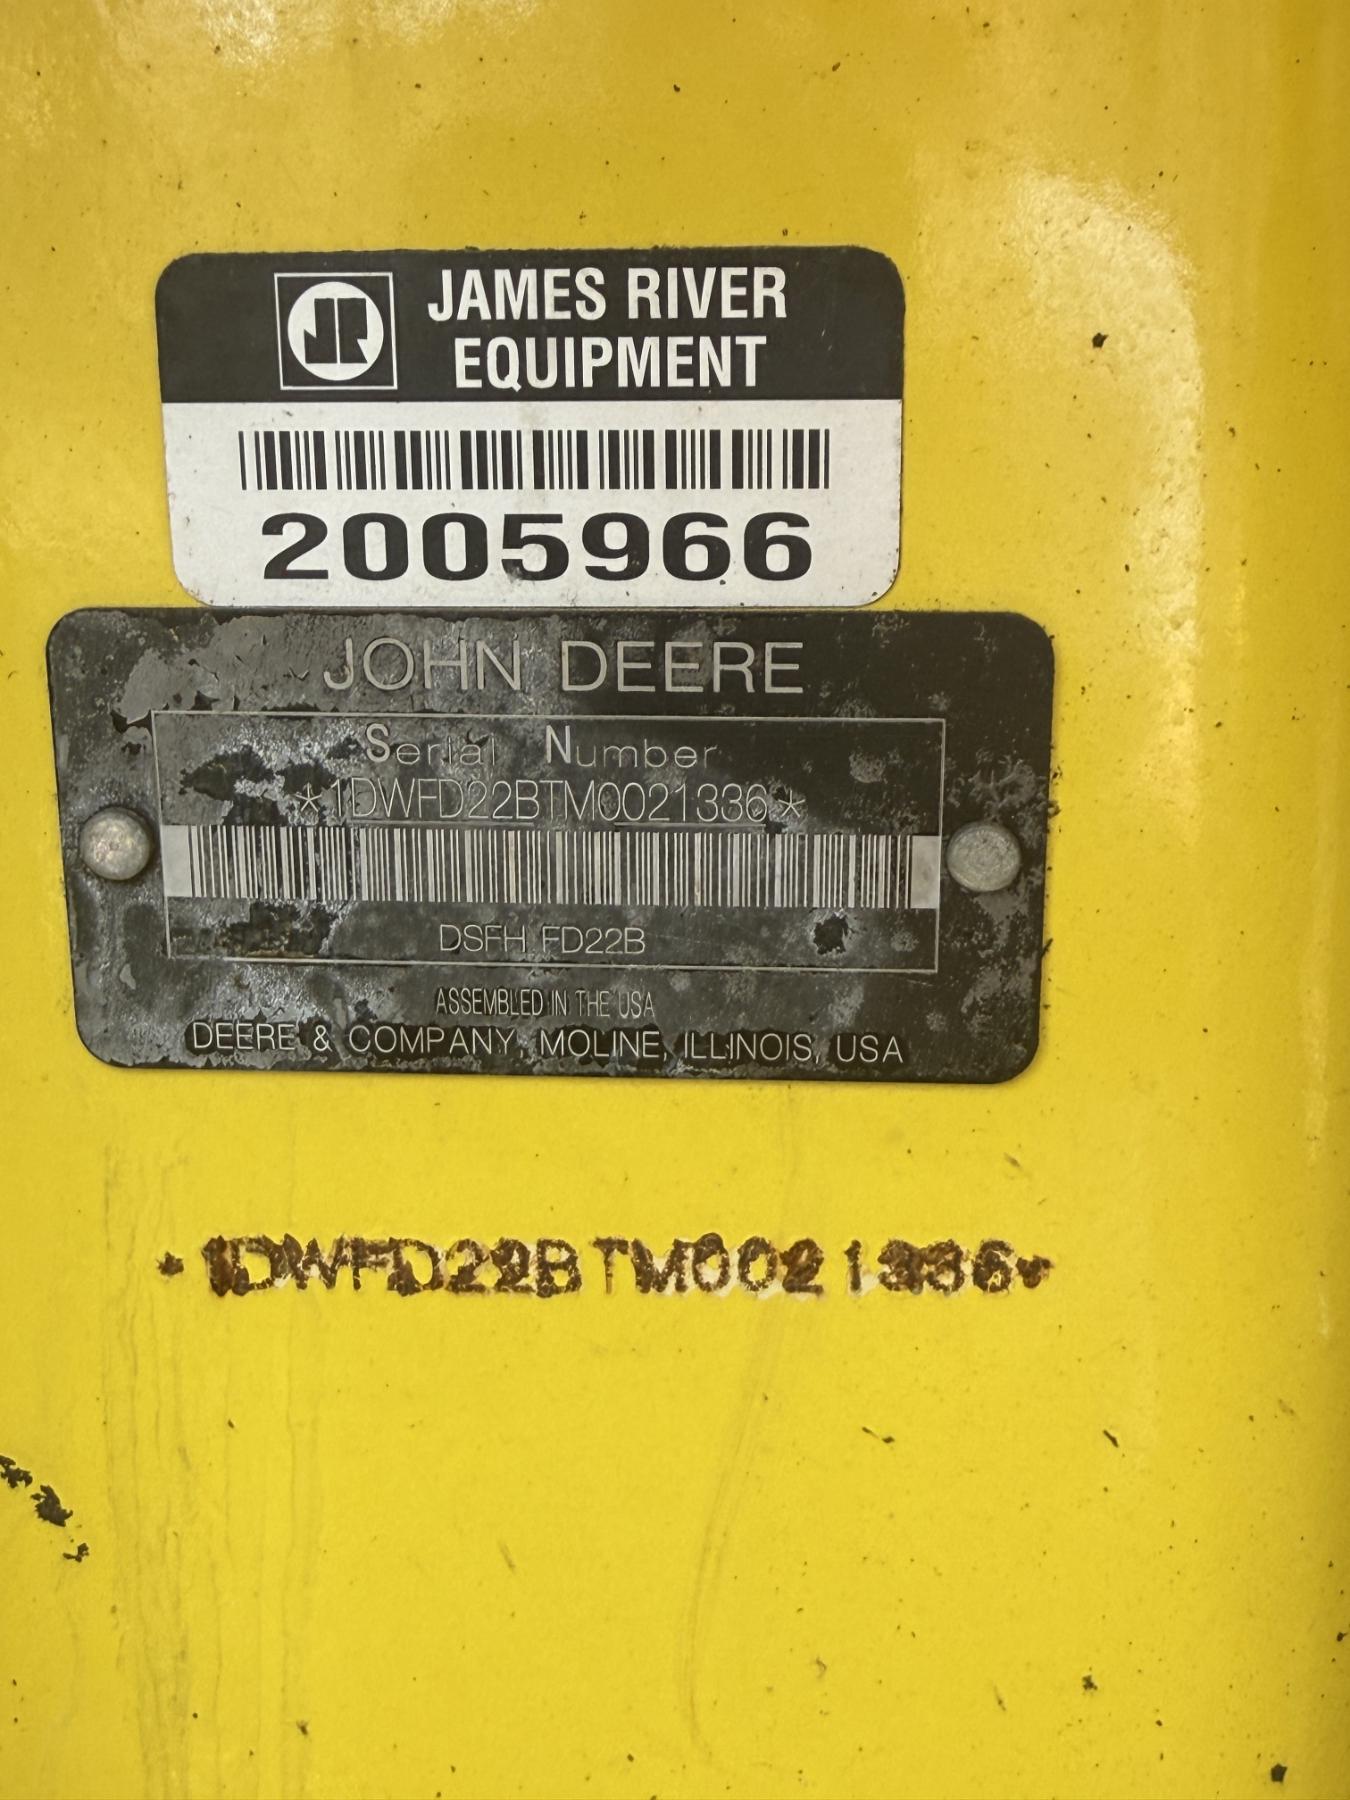 JR
JAMES RIVER
EQUIPMENT
2005966
JOHN DEERE
Serial Number
*1DWFD22BTM0021336*
DSFH FD22B
ASSEMBLED IN THE USA
DEERE & COMPANY, MOLINE, ILLINOIS, USA
*1DWFD22BTM0021336*